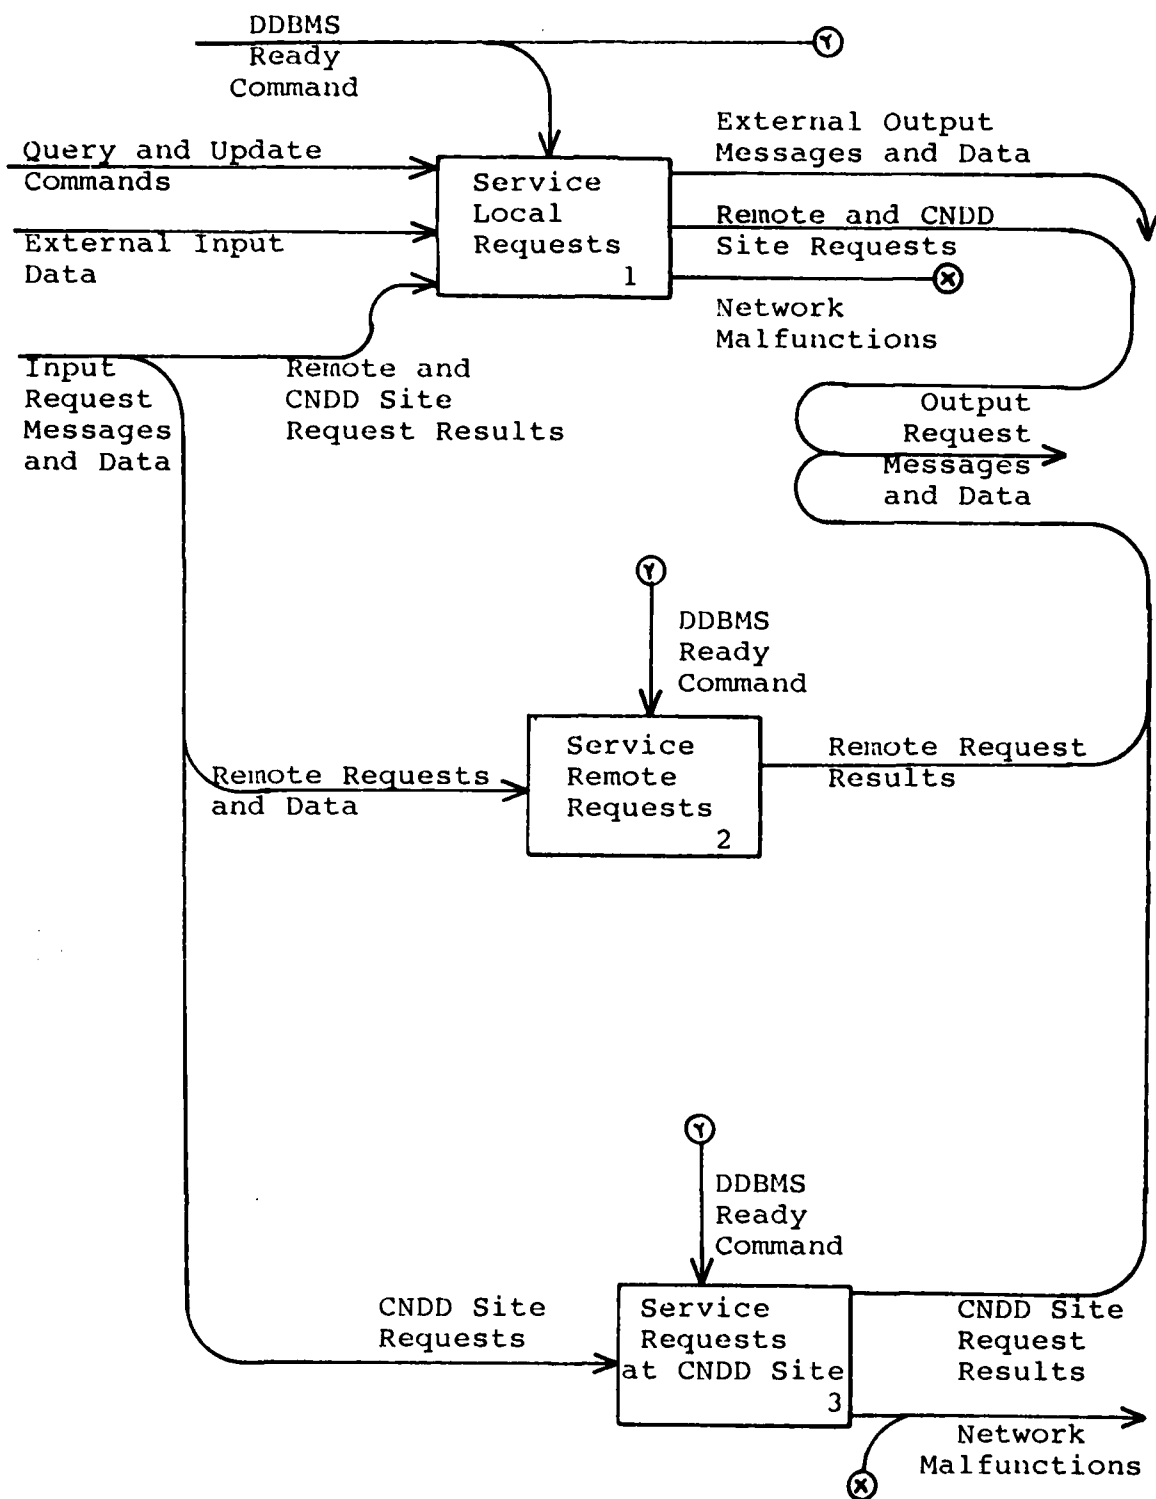 DDBMS
Ready
Command
Y
Query and Update
Commands
External Input
Data
Input
Request
Messages
and Data
Remote and
CNDD Site
Request Results
Service
Local
Requests
1
External Output
Messages and Data
Remote and CNDD
Site Requests
X
Network
Malfunctions
Output
Request
Messages
and Data
Y
DDBMS
Ready
Command
Remote Requests
and Data
Service
Remote
Requests
2
Remote Request
Results
Y
DDBMS
Ready
Command
CNDD Site
Requests
Service
Requests
at CNDD Site
3
CNDD Site
Request
Results
Network
Malfunctions
X